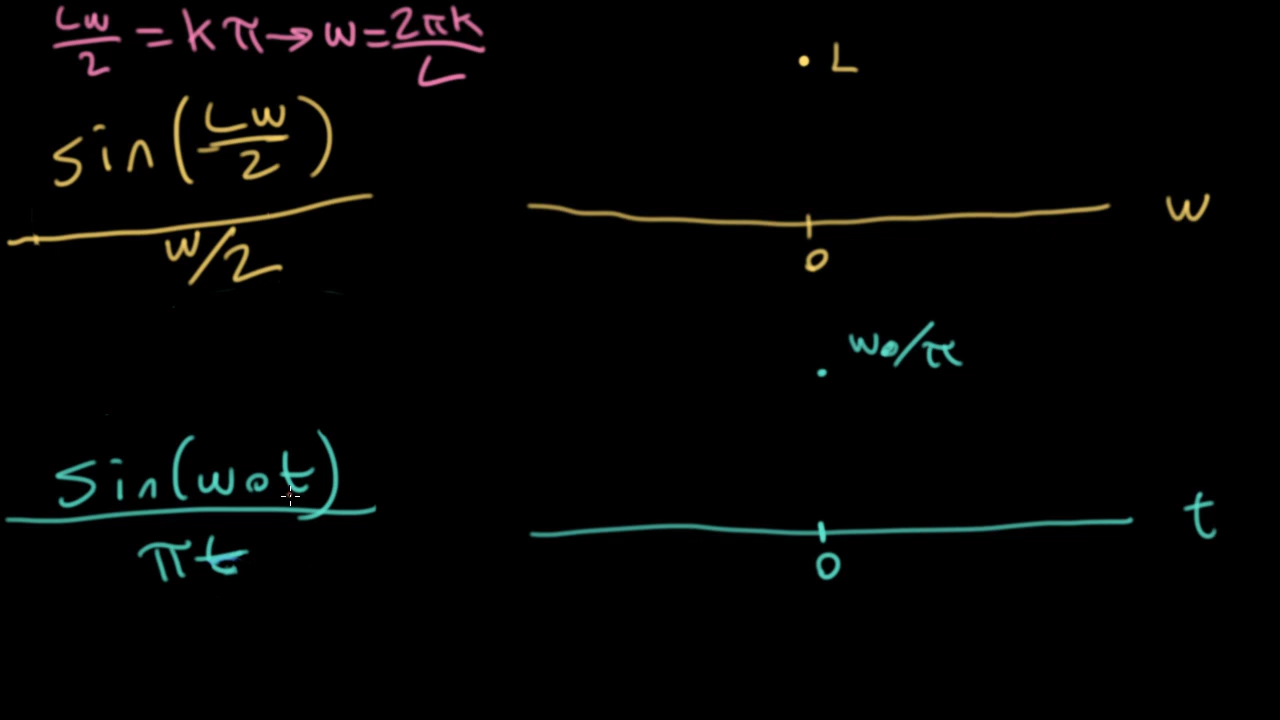 Lw/2 = kπ → w = 2πk/L
sin(Lw/2)
w/2
L
w
0
w0/π
sin(w0t)
πt
t
0